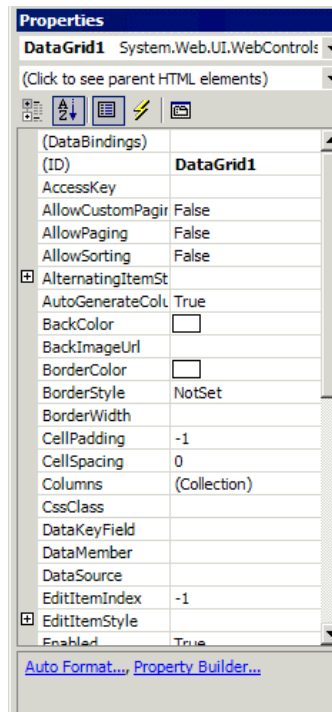 Properties
DataGrid1 System.Web.UI.WebControls
(Click to see parent HTML elements)
(DataBindings)
(ID) DataGrid1
AccessKey
AllowCustomPagin False
AllowPaging False
AllowSorting False
AlternatingItemSt
AutoGenerateColu True
BackColor
BackImageUrl
BorderColor
BorderStyle NotSet
BorderWidth
CellPadding -1
CellSpacing 0
Columns (Collection)
CssClass
DataKeyField
DataMember
DataSource
EditItemIndex -1
EditItemStyle
Enabled True
Auto Format..., Property Builder...